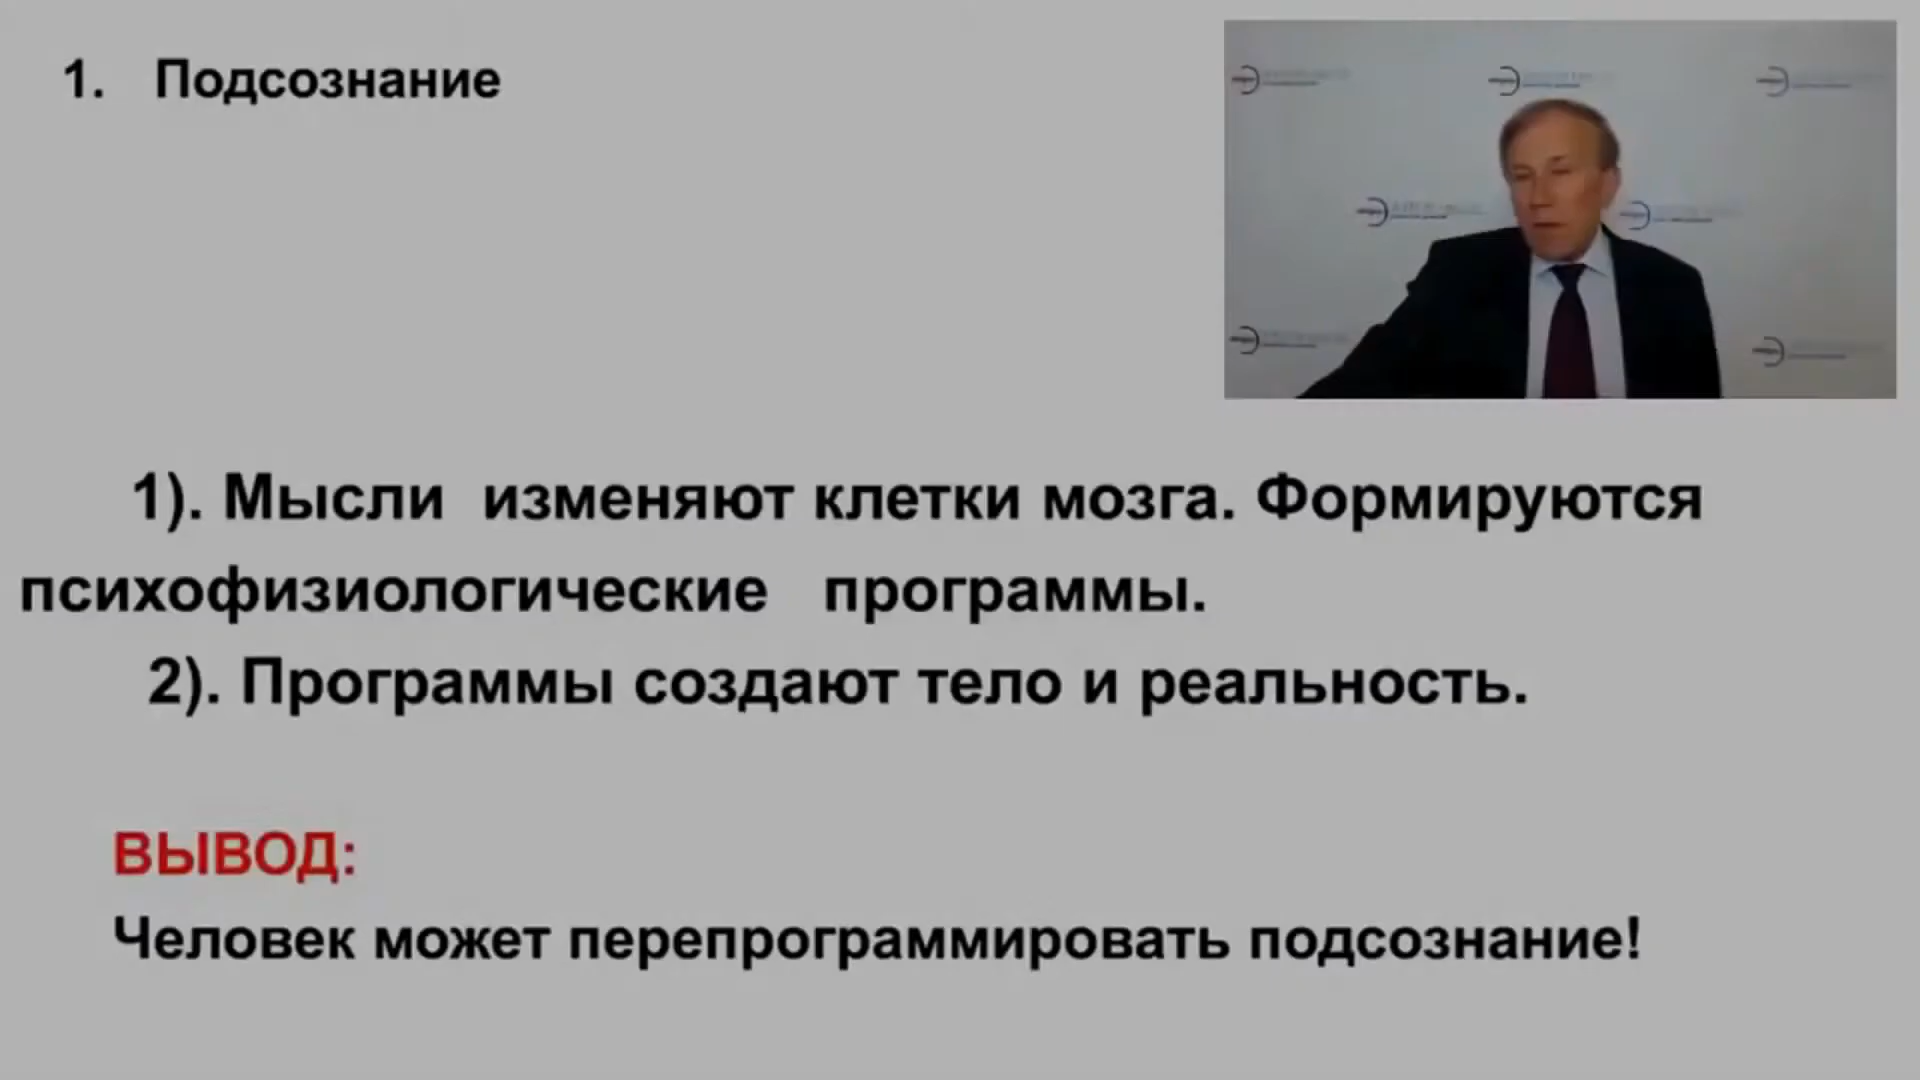 1. Подсознание
1). Мысли изменяют клетки мозга. Формируются
психофизиологические программы.
2). Программы создают тело и реальность.
ВЫВОД:
Человек может перепрограммировать подсознание!